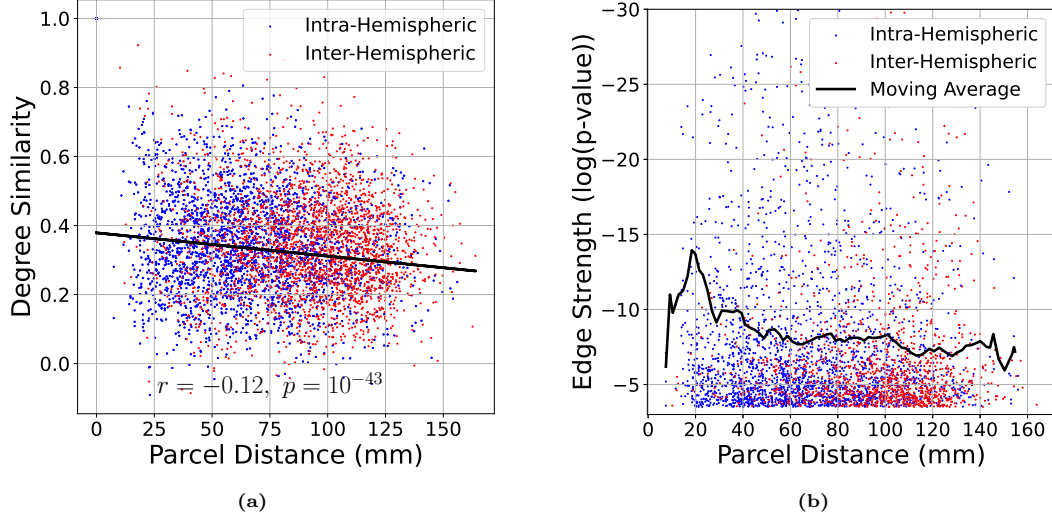 1.0
0.8
0.6
0.4
0.2
0.0
Degree Similarity
Intra-Hemispheric
Inter-Hemispheric
r = −0.12, p = 10⁻⁴³
0 25 50 75 100 125 150
Parcel Distance (mm)
(a)
−30
−25
−20
−15
−10
−5
Edge Strength (log(p-value))
Intra-Hemispheric
Inter-Hemispheric
Moving Average
0 20 40 60 80 100 120 140 160
Parcel Distance (mm)
(b)